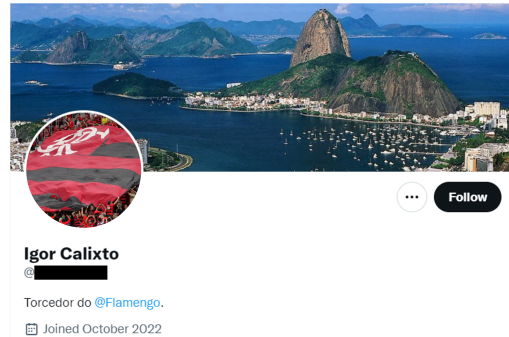 Follow
Igor Calixto
@
Torcedor do @Flamengo.
Joined October 2022